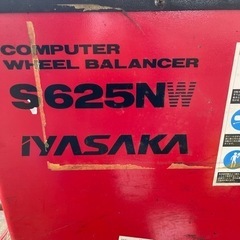 COMPUTER
WHEEL BALANCER
S625NW
IYASAKA